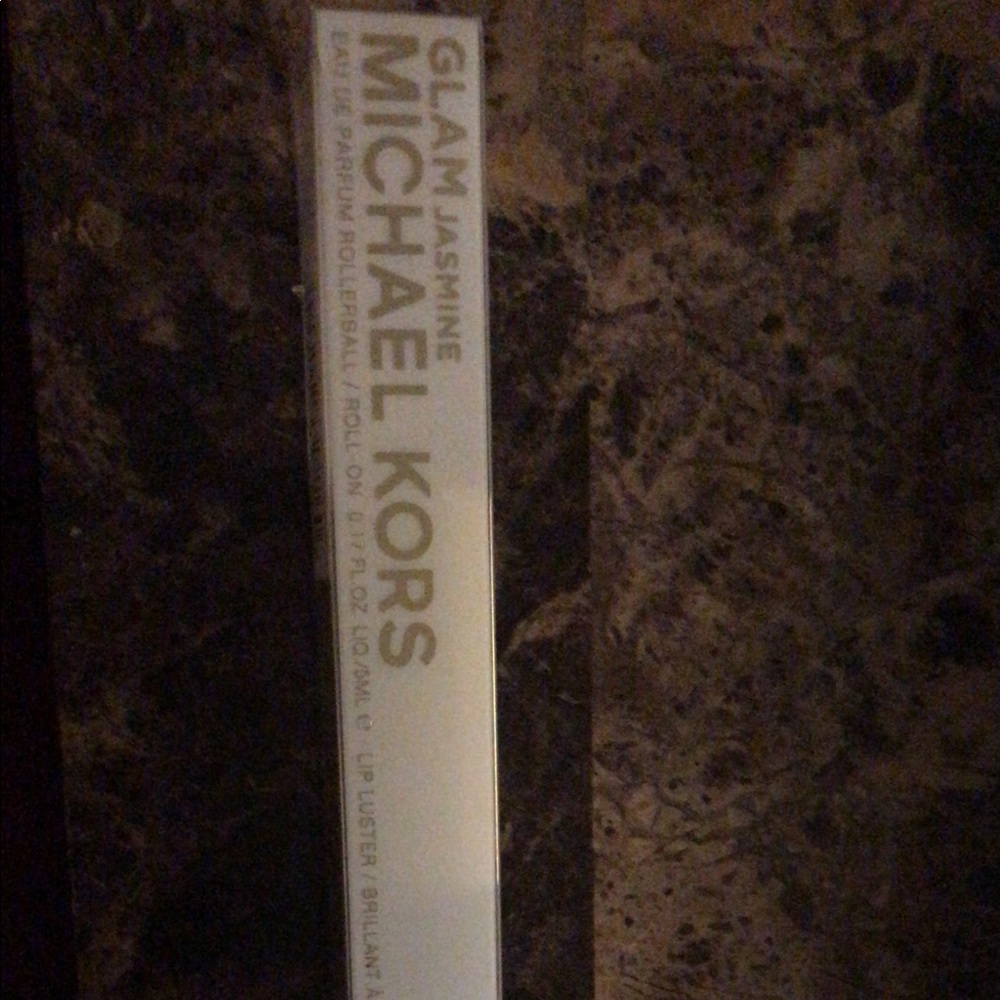 GLAM JASMINE
MICHAEL KORS
EAU DE PARFUM ROLLERBALL / ROLL-ON 0.17 FL.OZ LIQ./5ML ℮ LIP LUSTER / BRILLANT À